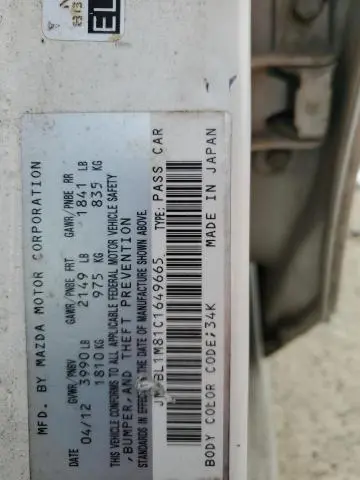 EL
MFD. BY MAZDA MOTOR CORPORATION
DATE GVWR/PNBV GAWR/PNBE FRT GAWR/PNBE RR
04/12 3990 LB 2149 LB 1841 LB
1810 KG 975 KG 835 KG
THIS VEHICLE CONFORMS TO ALL APPLICABLE FEDERAL MOTOR VEHICLE SAFETY
, BUMPER, AND THEFT PREVENTION
STANDARDS IN EFFECT ON THE DATE OF MANUFACTURE SHOWN ABOVE.
BL1M81C1649665 TYPE: PASS CAR
BODY COLOR CODE:34K MADE IN JAPAN